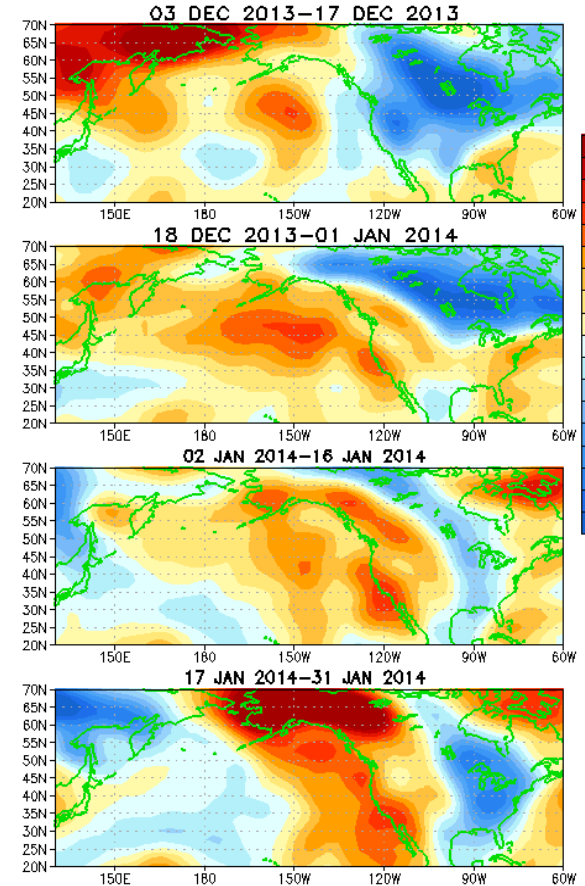 03 DEC 2013–17 DEC 2013
70N
65N
60N
55N
50N
45N
40N
35N
30N
25N
20N
150E 180 150W 120W 90W 60W
18 DEC 2013–01 JAN 2014
70N
65N
60N
55N
50N
45N
40N
35N
30N
25N
20N
150E 180 150W 120W 90W 60W
02 JAN 2014–16 JAN 2014
70N
65N
60N
55N
50N
45N
40N
35N
30N
25N
20N
150E 180 150W 120W 90W 60W
17 JAN 2014–31 JAN 2014
70N
65N
60N
55N
50N
45N
40N
35N
30N
25N
20N
150E 180 150W 120W 90W 60W